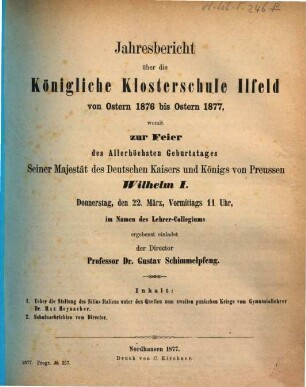 Jahresbericht
über die
Königliche Klosterschule Ilfeld
von Ostern 1876 bis Ostern 1877,
womit
zur Feier
des Allerhöchsten Geburtstages
Seiner Majestät des Deutschen Kaisers und Königs von Preussen
Wilhelm I.
Donnerstag, den 22. März, Vormittags 11 Uhr,
im Namen des Lehrer-Collegiums
ergebenst einladet
der Director
Professor Dr. Gustav Schimmelpfeng.
Inhalt:
1. Ueber die Stellung des Silius Italicus unter den Quellen zum zweiten punischen Kriege vom Gymnasiallehrer
Dr. Max Heynacher.
2. Schulnachrichten vom Director.
Nordhausen 1877.
Druck von C. Kirchner.
1877. Progr. № 257.